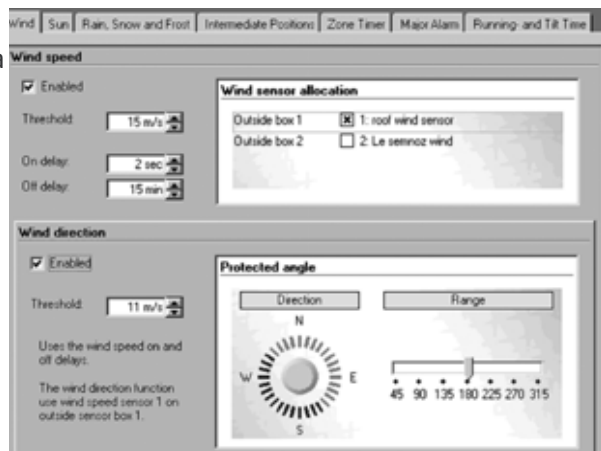 Wind Sun Rain, Snow and Frost Intermediate Positions Zone Timer Major Alarm Running- and Tilt Time
a
Wind speed
Enabled
Threshold: 15 m/s
On delay: 2 sec
Off delay: 15 min
Wind sensor allocation
Outside box 1 1: roof wind sensor
Outside box 2 2: Le semnoz wind
Wind direction
Enabled
Threshold: 11 m/s
Uses the wind speed on and
off delays.
The wind direction function
use wind speed sensor 1 on
outside sensor box 1.
Protected angle
Direction
N
W E
S
Range
45 90 135 180 225 270 315